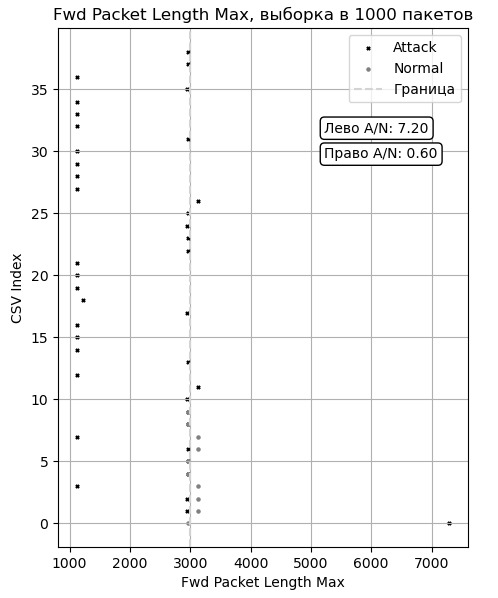 Fwd Packet Length Max, выборка в 1000 пакетов
Attack
Normal
Граница
Лево A/N: 7.20
Право A/N: 0.60
CSV Index
35
30
25
20
15
10
5
0
1000 2000 3000 4000 5000 6000 7000
Fwd Packet Length Max